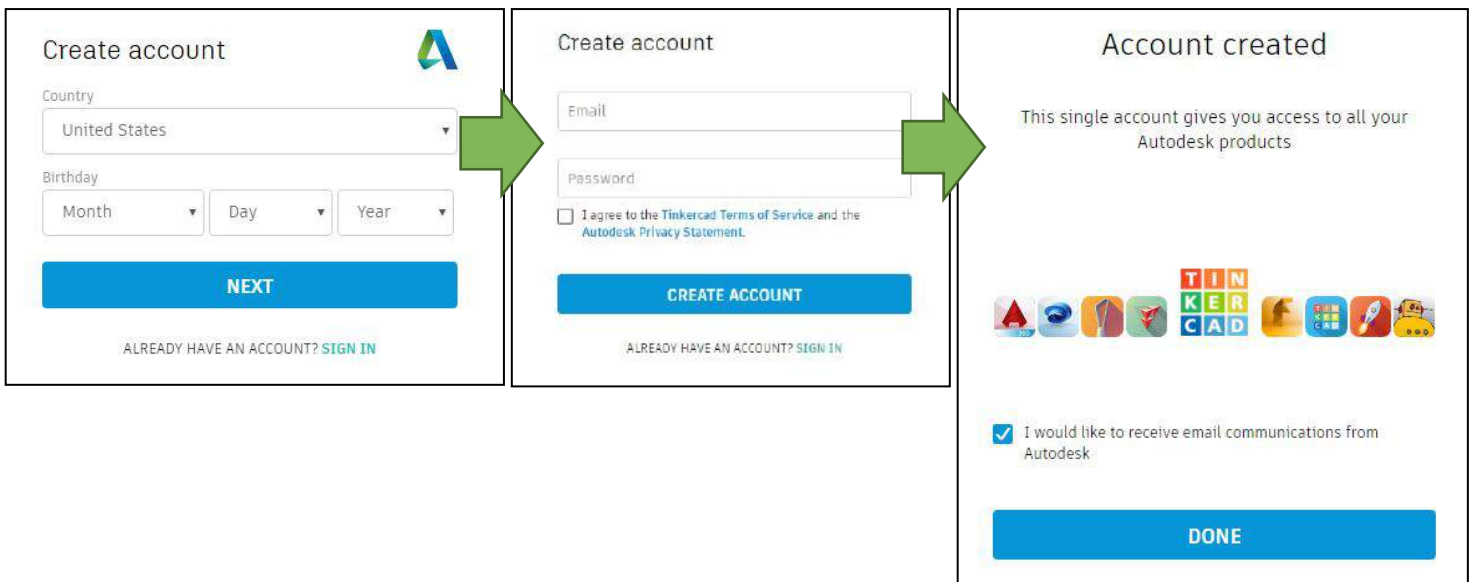 Create account
Country
United States
Birthday
Month
Day
Year
NEXT
ALREADY HAVE AN ACCOUNT? SIGN IN
Create account
Email
Password
I agree to the Tinkercad Terms of Service and the
Autodesk Privacy Statement.
CREATE ACCOUNT
ALREADY HAVE AN ACCOUNT? SIGN IN
Account created
This single account gives you access to all your
Autodesk products
TIN
KER
CAD
I would like to receive email communications from
Autodesk
DONE